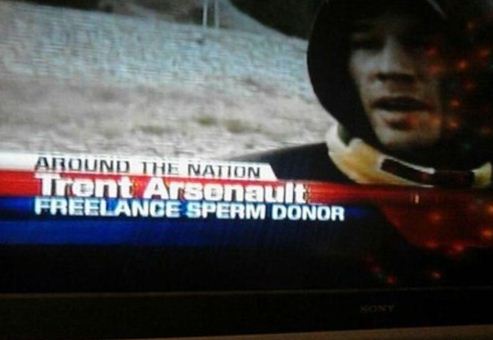 AROUND THE NATION
Trent Arsenault
FREELANCE SPERM DONOR
SONY